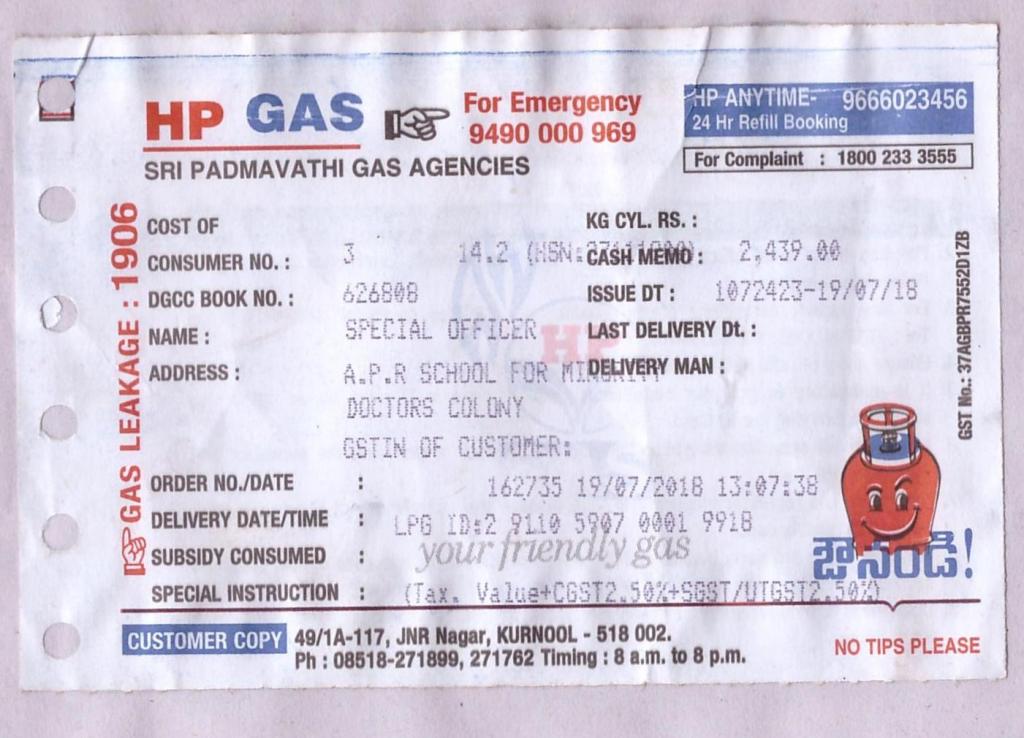 HP GAS
For Emergency
9490 000 969
HP ANYTIME- 9666023456
24 Hr Refill Booking
For Complaint : 1800 233 3555
SRI PADMAVATHI GAS AGENCIES
GAS LEAKAGE : 1906
COST OF KG CYL. RS. :
CONSUMER NO. : 3 14.2 (HSN: CASH MEMO : 2,439.00
DGCC BOOK NO. : 626808 ISSUE DT : 1072423-19/07/18
NAME : SPECIAL OFFICER LAST DELIVERY Dt. :
HP
ADDRESS : A.P.R SCHOOL FOR MINORITY DELIVERY MAN :
DOCTORS COLONY
GSTIN OF CUSTOMER:
GST No.: 37AGBPR7552D1ZB
ORDER NO./DATE : 162735 19/07/2018 13:07:38
DELIVERY DATE/TIME : LPG ID:2 9110 5907 0001 9918
SUBSIDY CONSUMED :
your friendly gas
SPECIAL INSTRUCTION : (Tax. Value+CGST2.50%+SGST/UTGST2.50%)
CUSTOMER COPY 49/1A-117, JNR Nagar, KURNOOL - 518 002.
Ph : 08518-271899, 271762 Timing : 8 a.m. to 8 p.m.
NO TIPS PLEASE